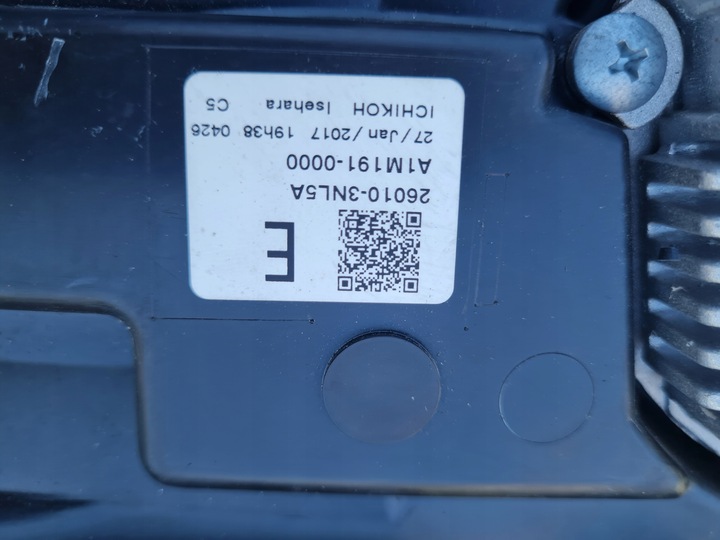 E
26010-3NL5A
A1M191-0000
27/Jan/2017 19h38 0426
ICHIKOH Isehara C5